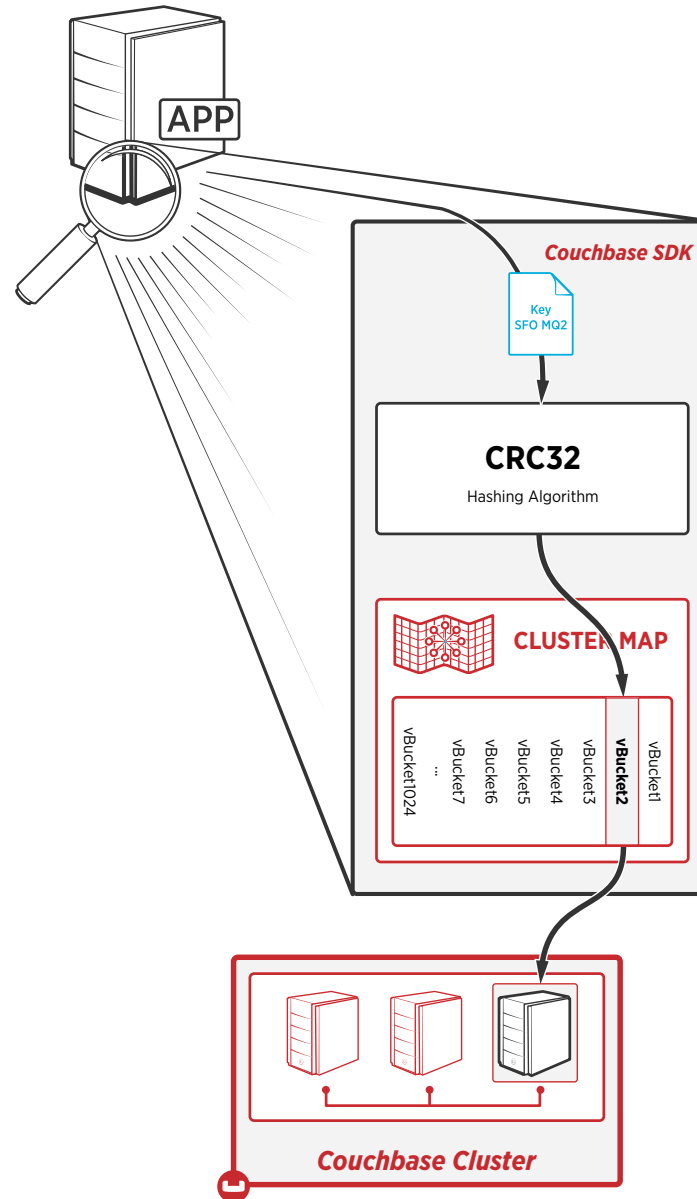 APP
Couchbase SDK
Key
SFO MQ2
CRC32
Hashing Algorithm
CLUSTER MAP
vBucket1
vBucket2
vBucket3
vBucket4
vBucket5
vBucket6
vBucket7
...
vBucket1024
Couchbase Cluster